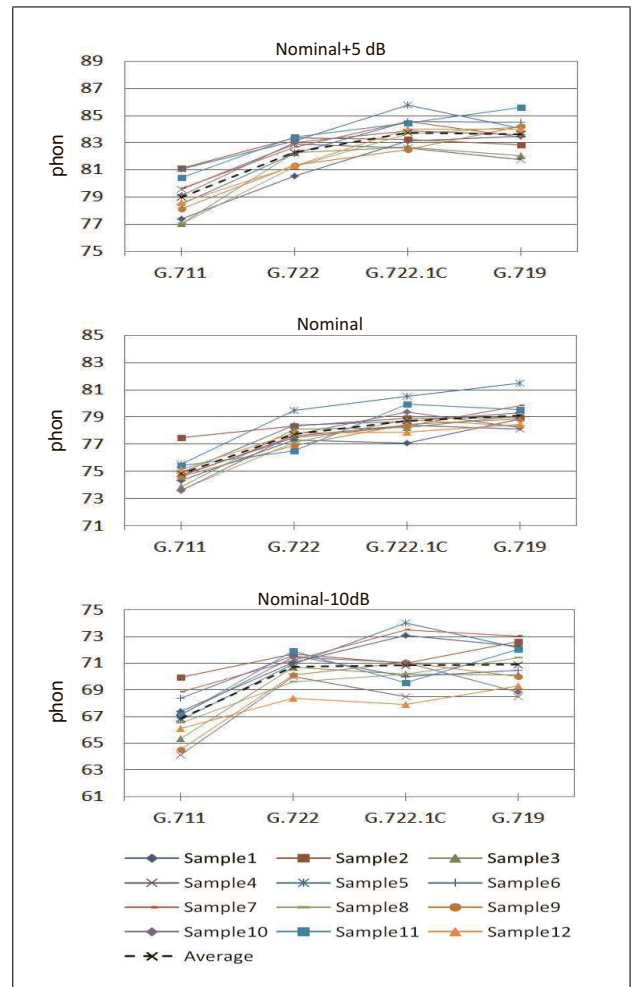 Nominal+5 dB
89
87
85
83
81
79
77
75
phon
G.711 G.722 G.722.1C G.719
Nominal
85
83
81
79
77
75
73
71
phon
G.711 G.722 G.722.1C G.719
Nominal-10dB
75
73
71
69
67
65
63
61
phon
G.711 G.722 G.722.1C G.719
Sample1 Sample2 Sample3
Sample4 Sample5 Sample6
Sample7 Sample8 Sample9
Sample10 Sample11 Sample12
Average